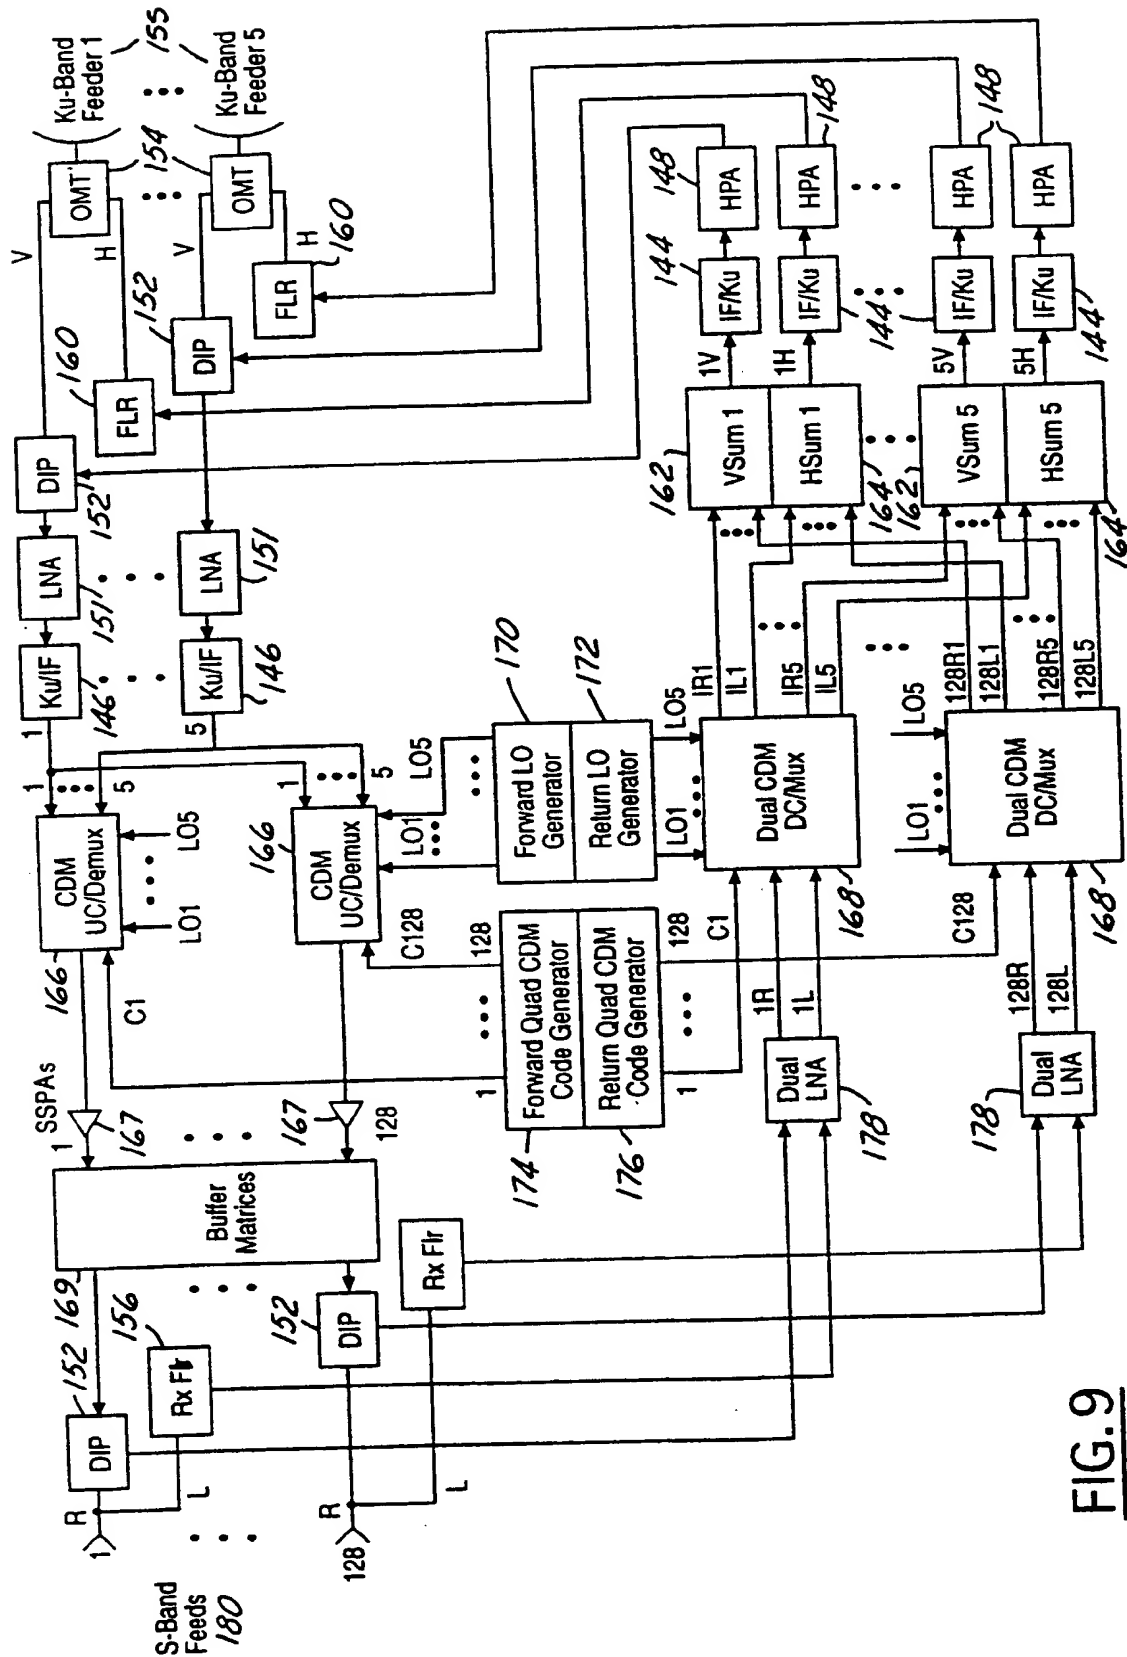 S-Band
Feeds
180
1
R
L
128
R
L
DIP
152
Rx Flr
156
DIP
152
Rx Flr
169
Buffer
Matrices
SSPAs
1
167
167
128
C1
166
CDM
UC/Demux
LO1
LO5
1
5
166
CDM
UC/Demux
C128
LO1
LO5
1
5
1
Ku/IF
146
5
Ku/IF
146
LNA
151
LNA
151
DIP
152
FLR
160
DIP
152
FLR
160
V
H
V
H
OMT
154
OMT
Ku-Band
Feeder 1
155
Ku-Band
Feeder 5
1
128
Forward Quad CDM
Code Generator
174
Return Quad CDM
Code Generator
176
1
128
Forward LO
Generator
170
Return LO
Generator
172
LO1
LO5
C1
1R
1L
Dual
LNA
178
Dual CDM
DC/Mux
168
IR1
IL1
IR5
IL5
C128
128R
128L
Dual
LNA
178
LO1
LO5
Dual CDM
DC/Mux
168
128R1
128L1
128R5
128L5
162
VSum 1
HSum 1
164
162
VSum 5
HSum 5
164
1V
1H
5V
5H
144
IF/Ku
IF/Ku
144
IF/Ku
IF/Ku
144
148
HPA
HPA
148
HPA
148
HPA
FIG. 9